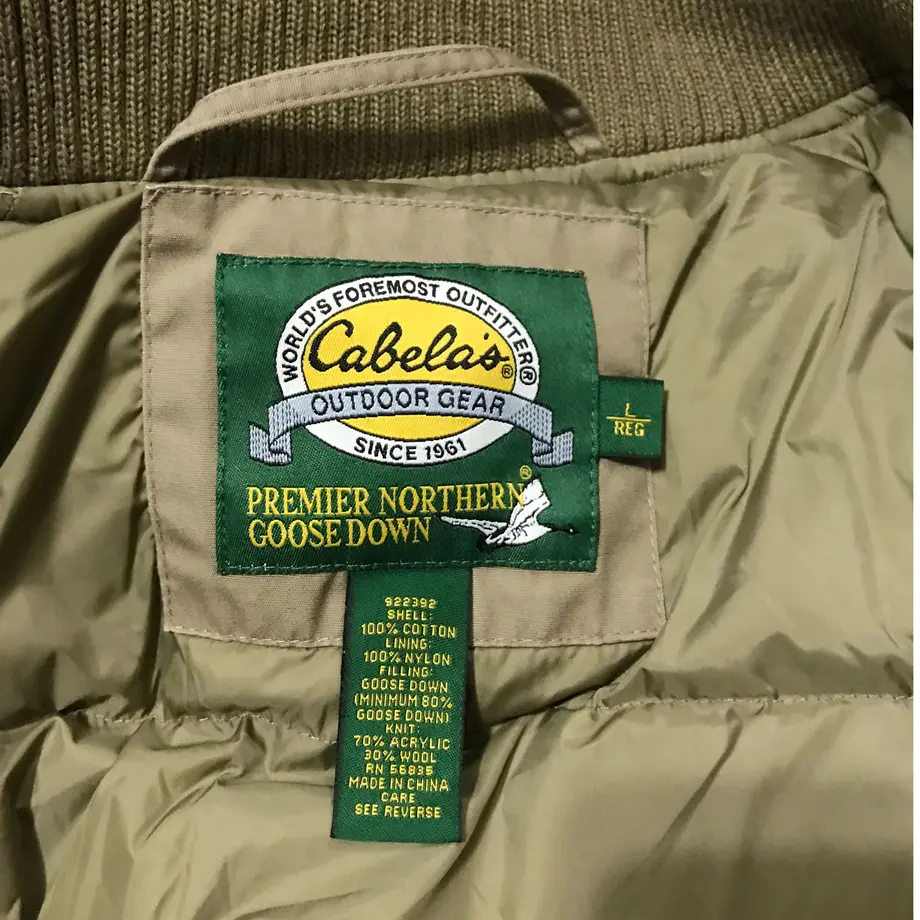 WORLD'S FOREMOST OUTFITTER®
Cabela's®
OUTDOOR GEAR
SINCE 1961
L
REG
PREMIER NORTHERN®
GOOSE DOWN
922392
SHELL:
100% COTTON
LINING:
100% NYLON
FILLING:
GOOSE DOWN
(MINIMUM 80%
GOOSE DOWN)
KNIT:
70% ACRYLIC
30% WOOL
RN 56835
MADE IN CHINA
CARE
SEE REVERSE